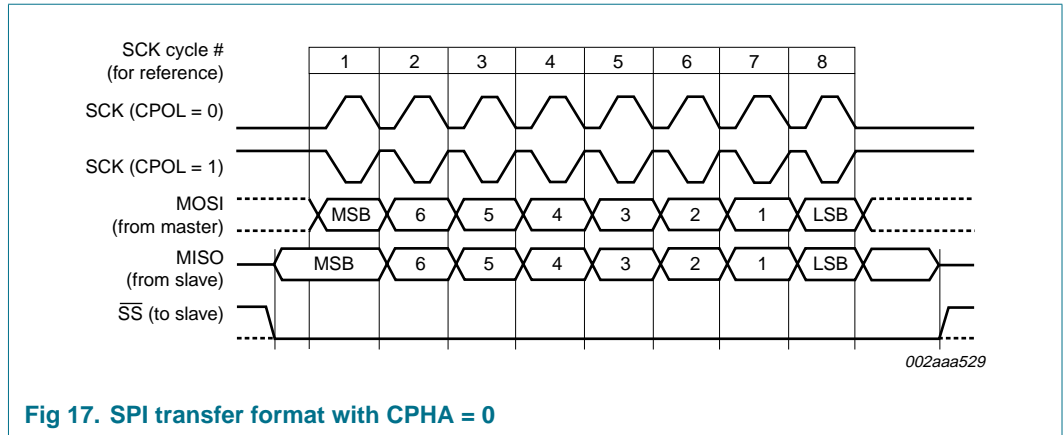 SCK cycle #
(for reference)
1 2 3 4 5 6 7 8
SCK (CPOL = 0)
SCK (CPOL = 1)
MOSI
(from master)
MSB 6 5 4 3 2 1 LSB
MISO
(from slave)
MSB 6 5 4 3 2 1 LSB
SS (to slave)
002aaa529
Fig 17. SPI transfer format with CPHA = 0